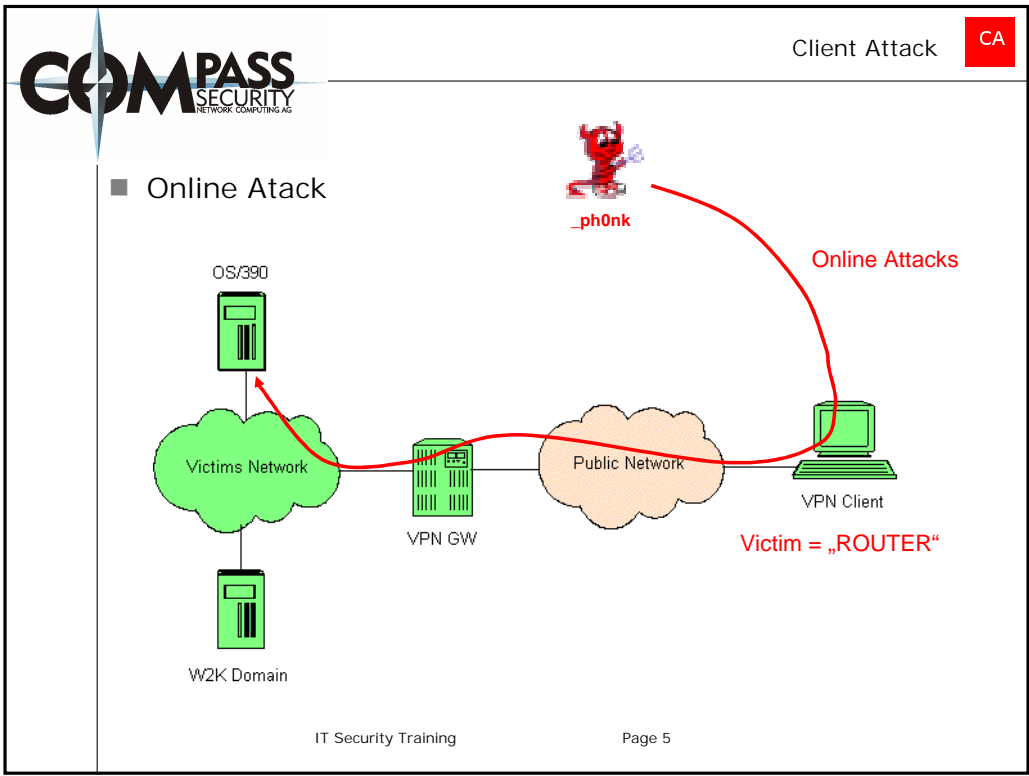 COMPASS
SECURITY
NETWORK COMPUTING AG
Client Attack
CA
Online Atack
_ph0nk
Online Attacks
OS/390
Victims Network
VPN GW
Public Network
VPN Client
Victim = „ROUTER“
W2K Domain
IT Security Training
Page 5